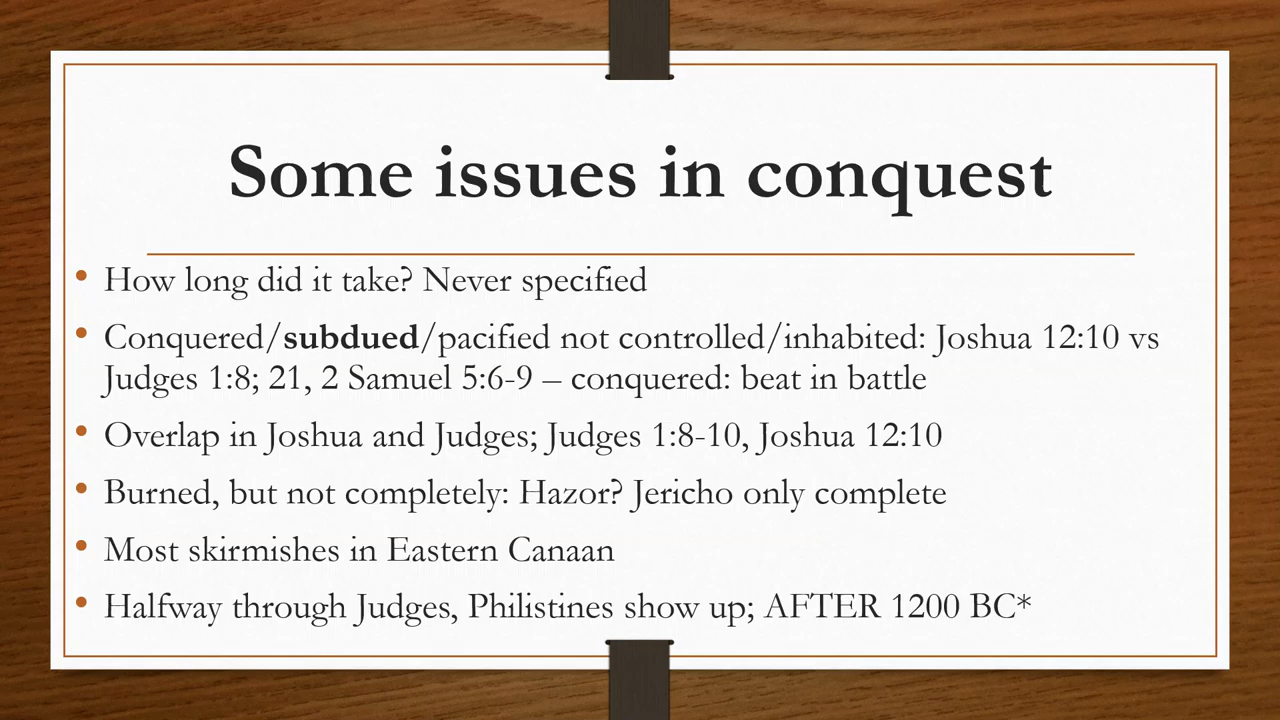 Some issues in conquest
• How long did it take? Never specified
• Conquered/subdued/pacified not controlled/inhabited: Joshua 12:10 vs
Judges 1:8; 21, 2 Samuel 5:6-9 – conquered: beat in battle
• Overlap in Joshua and Judges; Judges 1:8-10, Joshua 12:10
• Burned, but not completely: Hazor? Jericho only complete
• Most skirmishes in Eastern Canaan
• Halfway through Judges, Philistines show up; AFTER 1200 BC*